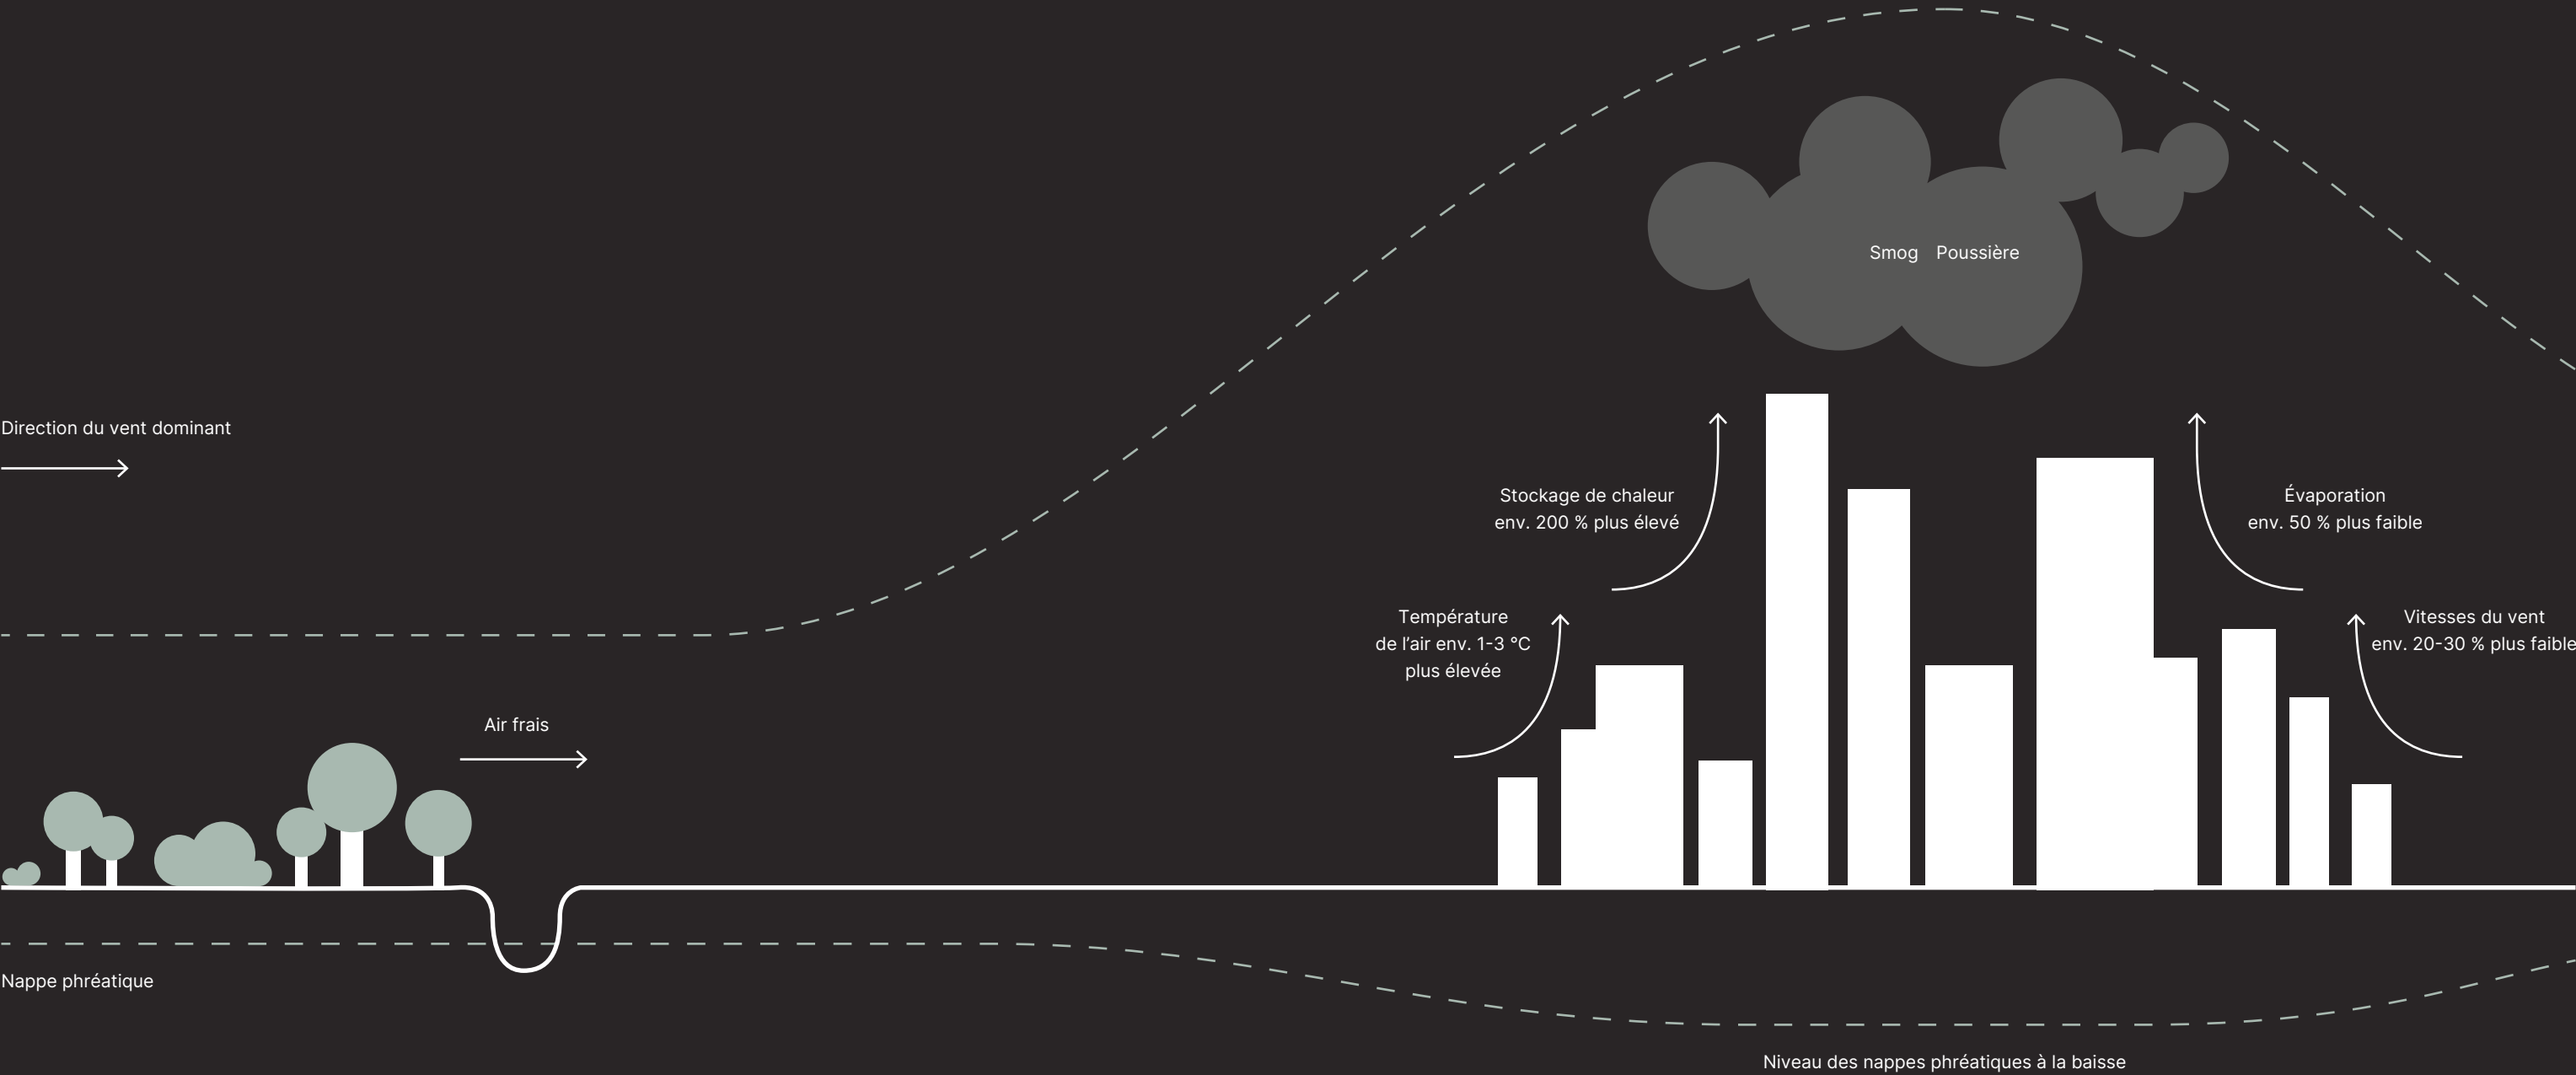 Smog Poussière
Direction du vent dominant
Stockage de chaleur
env. 200 % plus élevé
Évaporation
env. 50 % plus faible
Température
de l’air env. 1-3 °C
plus élevée
Vitesses du vent
env. 20-30 % plus faible
Air frais
Nappe phréatique
Niveau des nappes phréatiques à la baisse